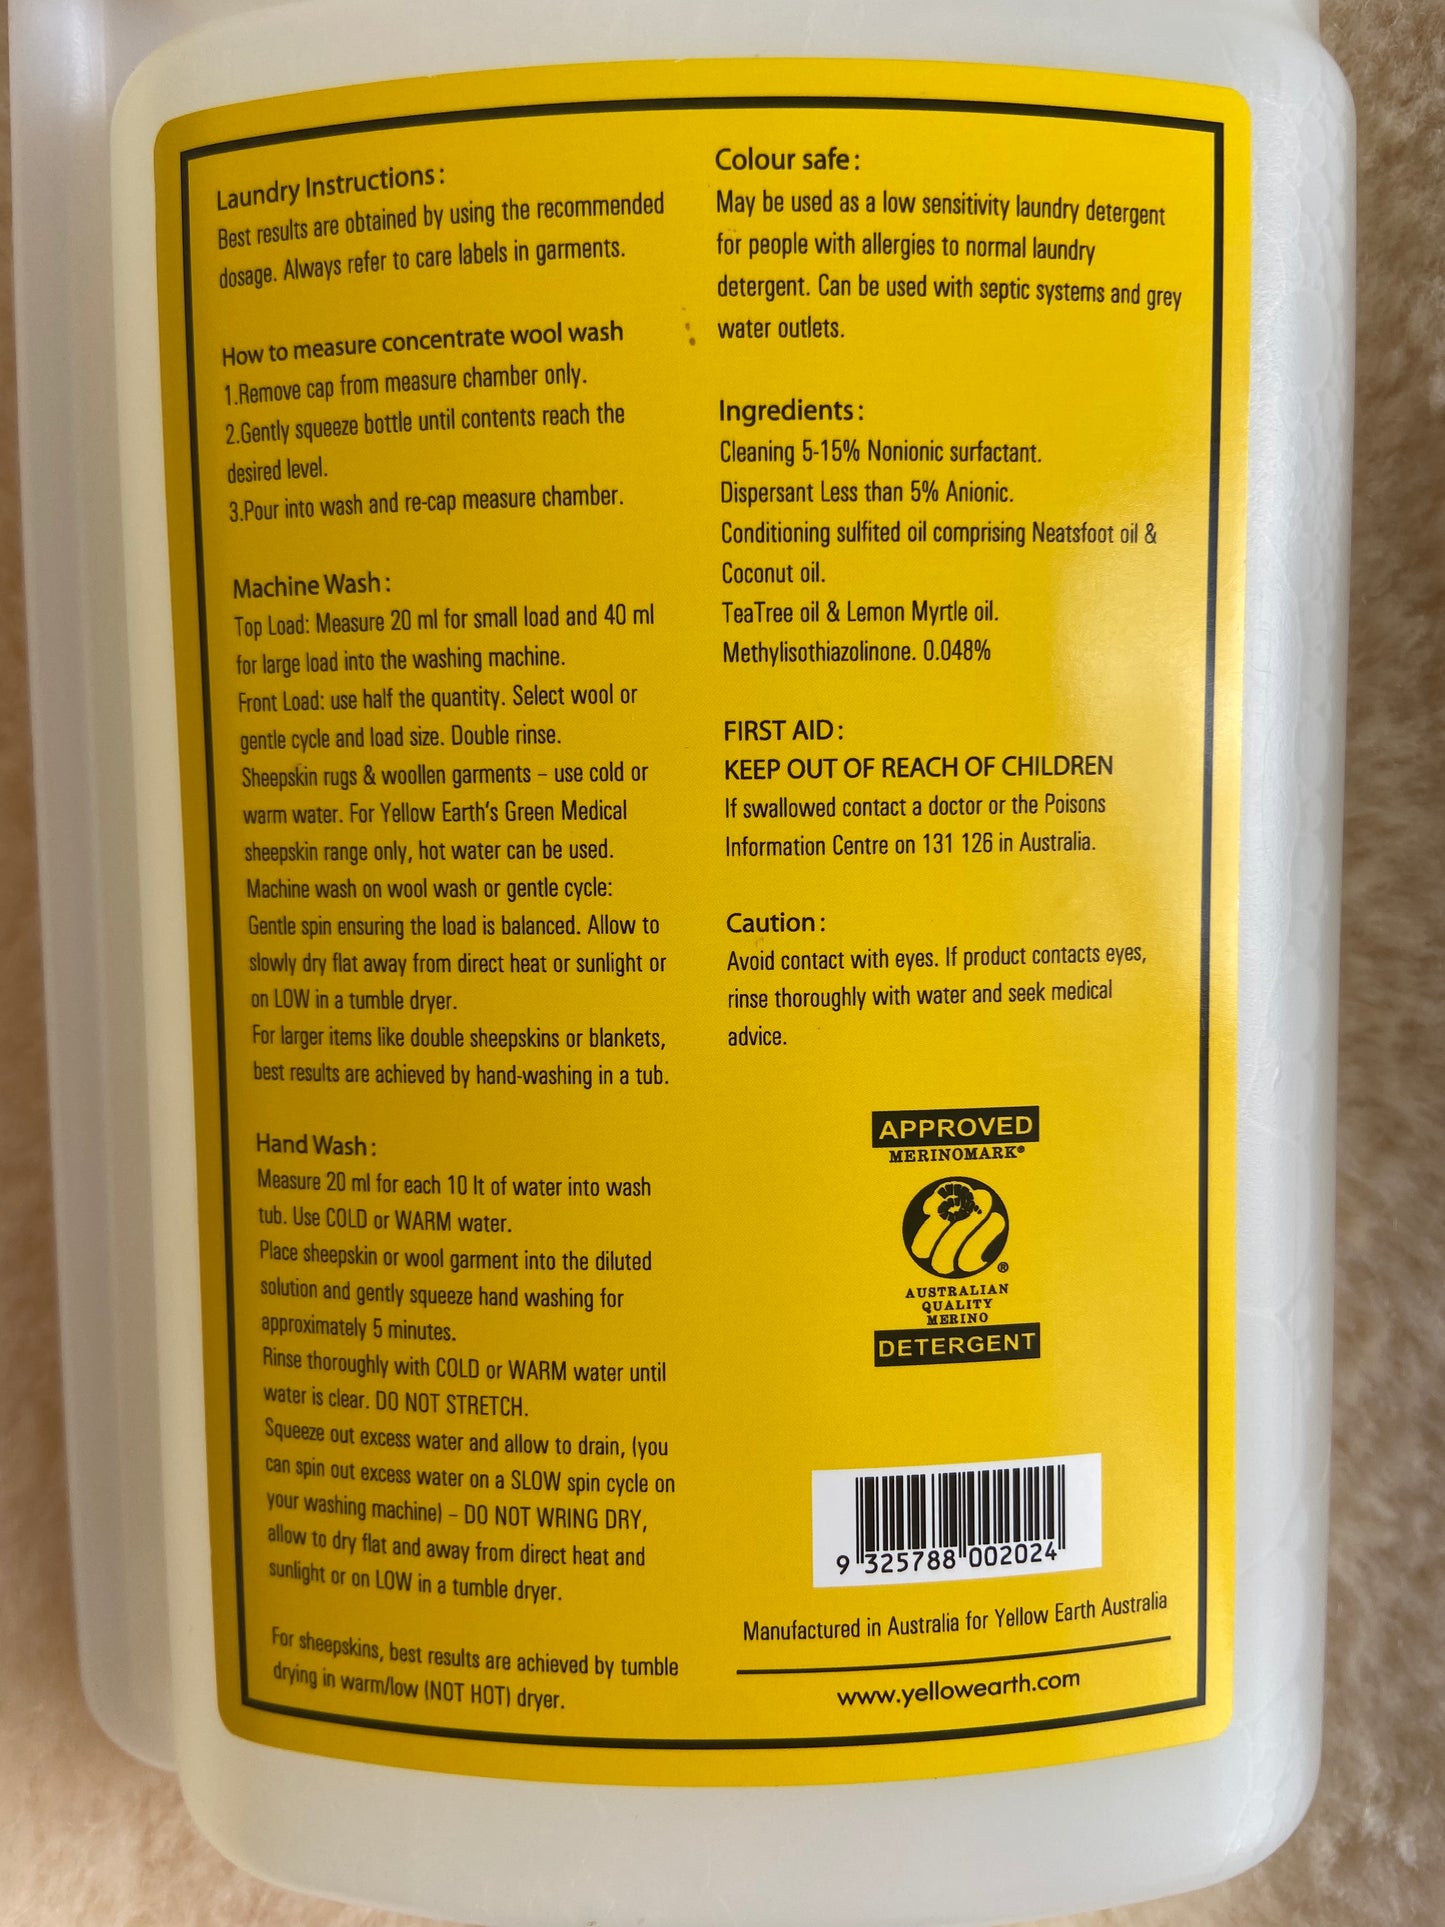 Laundry Instructions :
Best results are obtained by using the recommended
dosage. Always refer to care labels in garments.
How to measure concentrate wool wash
1.Remove cap from measure chamber only.
2.Gently squeeze bottle until contents reach the
desired level.
3.Pour into wash and re-cap measure chamber.
Machine Wash :
Top Load: Measure 20 ml for small load and 40 ml
for large load into the washing machine.
Front Load: use half the quantity. Select wool or
gentle cycle and load size. Double rinse.
Sheepskin rugs & woollen garments – use cold or
warm water. For Yellow Earth's Green Medical
sheepskin range only, hot water can be used.
Machine wash on wool wash or gentle cycle:
Gentle spin ensuring the load is balanced. Allow to
slowly dry flat away from direct heat or sunlight or
on LOW in a tumble dryer.
For larger items like double sheepskins or blankets,
best results are achieved by hand-washing in a tub.
Hand Wash :
Measure 20 ml for each 10 lt of water into wash
tub. Use COLD or WARM water.
Place sheepskin or wool garment into the diluted
solution and gently squeeze hand washing for
approximately 5 minutes.
Rinse thoroughly with COLD or WARM water until
water is clear. DO NOT STRETCH.
Squeeze out excess water and allow to drain, (you
can spin out excess water on a SLOW spin cycle on
your washing machine) – DO NOT WRING DRY,
allow to dry flat and away from direct heat and
sunlight or on LOW in a tumble dryer.
For sheepskins, best results are achieved by tumble
drying in warm/low (NOT HOT) dryer.
Colour safe :
May be used as a low sensitivity laundry detergent
for people with allergies to normal laundry
detergent. Can be used with septic systems and grey
water outlets.
Ingredients :
Cleaning 5-15% Nonionic surfactant.
Dispersant Less than 5% Anionic.
Conditioning sulfited oil comprising Neatsfoot oil &
Coconut oil.
TeaTree oil & Lemon Myrtle oil.
Methylisothiazolinone. 0.048%
FIRST AID :
KEEP OUT OF REACH OF CHILDREN
If swallowed contact a doctor or the Poisons
Information Centre on 131 126 in Australia.
Caution :
Avoid contact with eyes. If product contacts eyes,
rinse thoroughly with water and seek medical
advice.
APPROVED
MERINOMARK®
®
AUSTRALIAN
QUALITY
MERINO
DETERGENT
9 325788 002024
Manufactured in Australia for Yellow Earth Australia
www.yellowearth.com